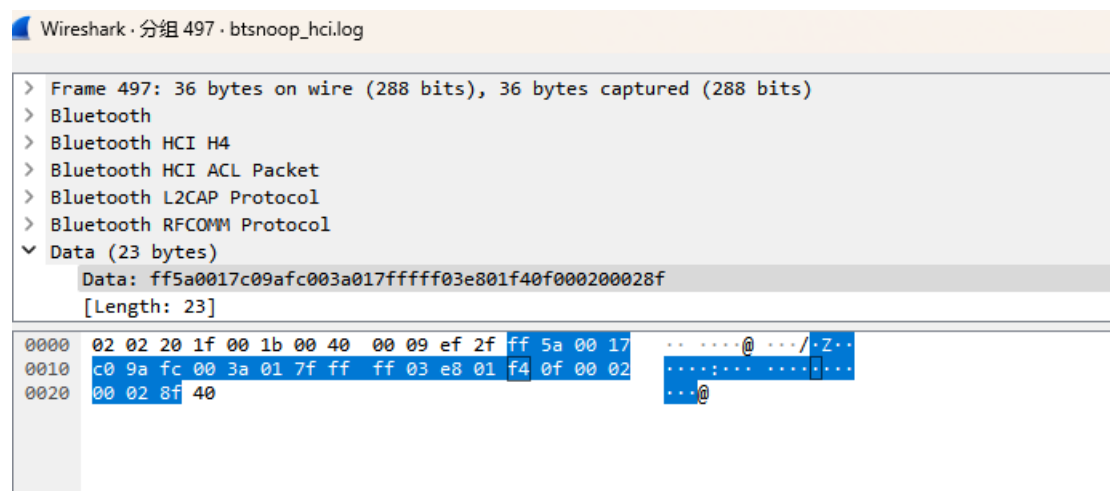 Wireshark · 分组 497 · btsnoop_hci.log
> Frame 497: 36 bytes on wire (288 bits), 36 bytes captured (288 bits)
> Bluetooth
> Bluetooth HCI H4
> Bluetooth HCI ACL Packet
> Bluetooth L2CAP Protocol
> Bluetooth RFCOMM Protocol
Data (23 bytes)
Data: ff5a0017c09afc003a017fffff03e801f40f000200028f
[Length: 23]
0000 02 02 20 1f 00 1b 00 40 00 09 ef 2f ff 5a 00 17 ·· ····@ ···/·Z··
0010 c0 9a fc 00 3a 01 7f ff ff 03 e8 01 f4 0f 00 02 ····:··· ········
0020 00 02 8f 40 ···@